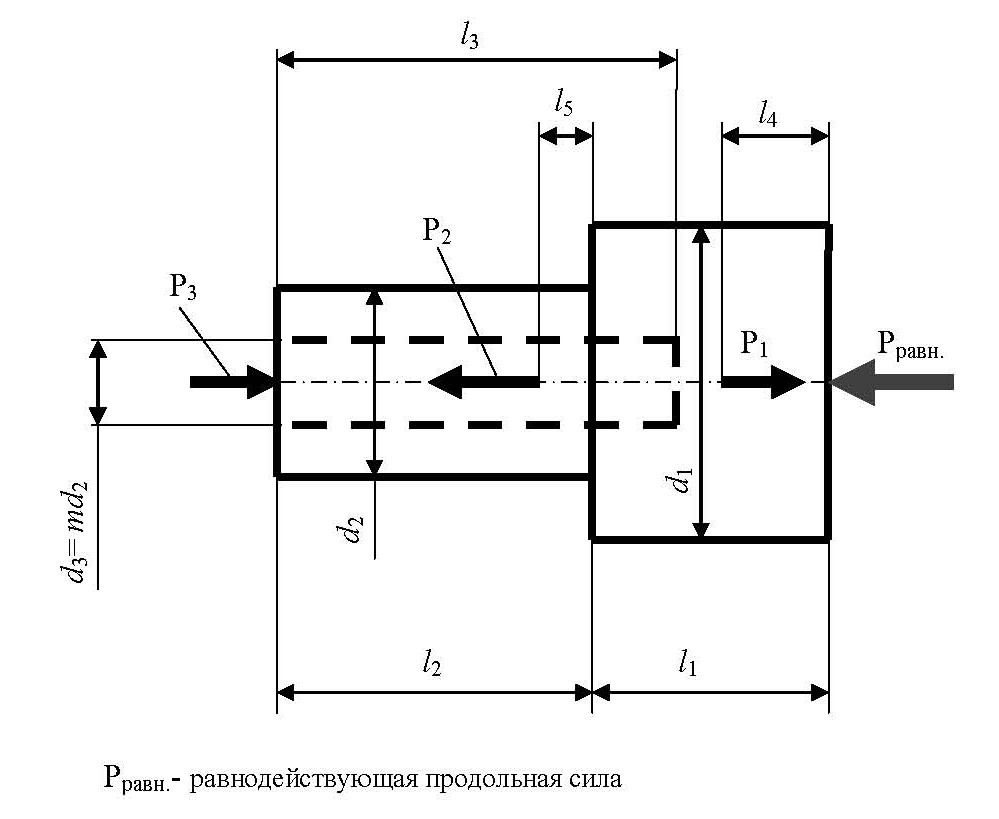 l3
l5
l4
P2
P3
P1
Pравн.
d3= md2
d2
d1
l2
l1
Pравн.- равнодействующая продольная сила